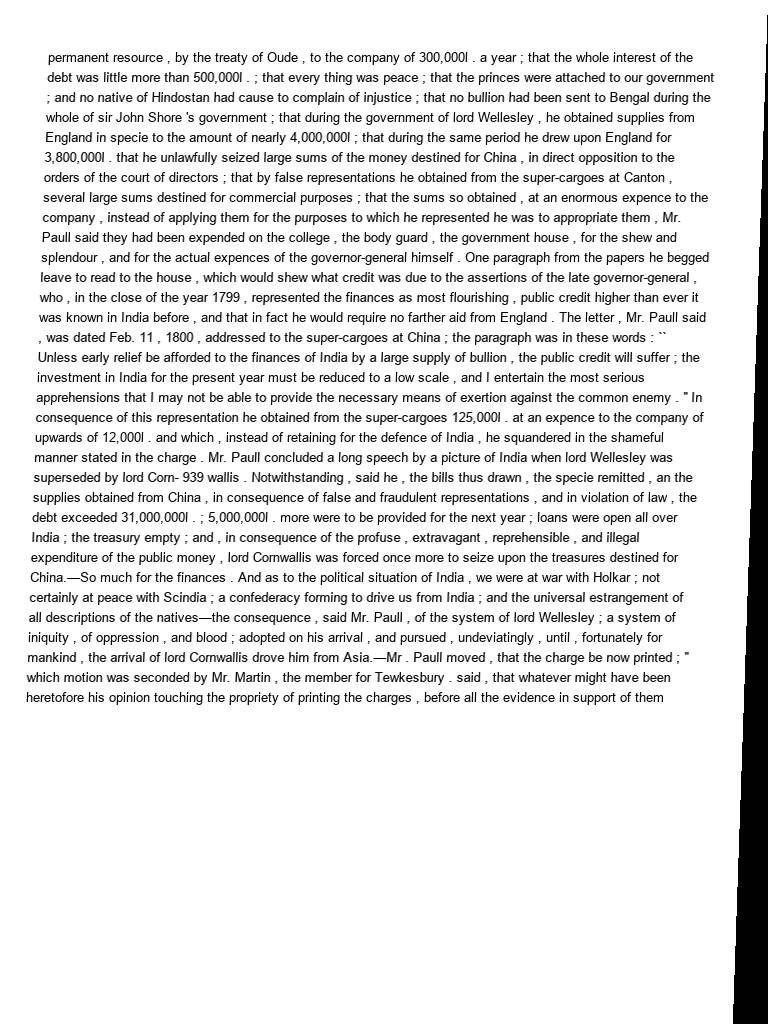 permanent resource , by the treaty of Oude , to the company of 300,000l . a year ; that the whole interest of the
debt was little more than 500,000l . ; that every thing was peace ; that the princes were attached to our government
; and no native of Hindostan had cause to complain of injustice ; that no bullion had been sent to Bengal during the
whole of sir John Shore 's government ; that during the government of lord Wellesley , he obtained supplies from
England in specie to the amount of nearly 4,000,000l ; that during the same period he drew upon England for
3,800,000l . that he unlawfully seized large sums of the money destined for China , in direct opposition to the
orders of the court of directors ; that by false representations he obtained from the super-cargoes at Canton ,
several large sums destined for commercial purposes ; that the sums so obtained , at an enormous expence to the
company , instead of applying them for the purposes to which he represented he was to appropriate them , Mr.
Paull said they had been expended on the college , the body guard , the government house , for the shew and
splendour , and for the actual expences of the governor-general himself . One paragraph from the papers he begged
leave to read to the house , which would shew what credit was due to the assertions of the late governor-general ,
who , in the close of the year 1799 , represented the finances as most flourishing , public credit higher than ever it
was known in India before , and that in fact he would require no farther aid from England . The letter , Mr. Paull said
, was dated Feb. 11 , 1800 , addressed to the super-cargoes at China ; the paragraph was in these words : ``
Unless early relief be afforded to the finances of India by a large supply of bullion , the public credit will suffer ; the
investment in India for the present year must be reduced to a low scale , and I entertain the most serious
apprehensions that I may not be able to provide the necessary means of exertion against the common enemy . " In
consequence of this representation he obtained from the super-cargoes 125,000l . at an expence to the company of
upwards of 12,000l . and which , instead of retaining for the defence of India , he squandered in the shameful
manner stated in the charge . Mr. Paull concluded a long speech by a picture of India when lord Wellesley was
superseded by lord Corn- 939 wallis . Notwithstanding , said he , the bills thus drawn , the specie remitted , an the
supplies obtained from China , in consequence of false and fraudulent representations , and in violation of law , the
debt exceeded 31,000,000l . ; 5,000,000l . more were to be provided for the next year ; loans were open all over
India ; the treasury empty ; and , in consequence of the profuse , extravagant , reprehensible , and illegal
expenditure of the public money , lord Cornwallis was forced once more to seize upon the treasures destined for
China.—So much for the finances . And as to the political situation of India , we were at war with Holkar ; not
certainly at peace with Scindia ; a confederacy forming to drive us from India ; and the universal estrangement of
all descriptions of the natives—the consequence , said Mr. Paull , of the system of lord Wellesley ; a system of
iniquity , of oppression , and blood ; adopted on his arrival , and pursued , undeviatingly , until , fortunately for
mankind , the arrival of lord Cornwallis drove him from Asia.—Mr . Paull moved , that the charge be now printed ; "
which motion was seconded by Mr. Martin , the member for Tewkesbury . said , that whatever might have been
heretofore his opinion touching the propriety of printing the charges , before all the evidence in support of them